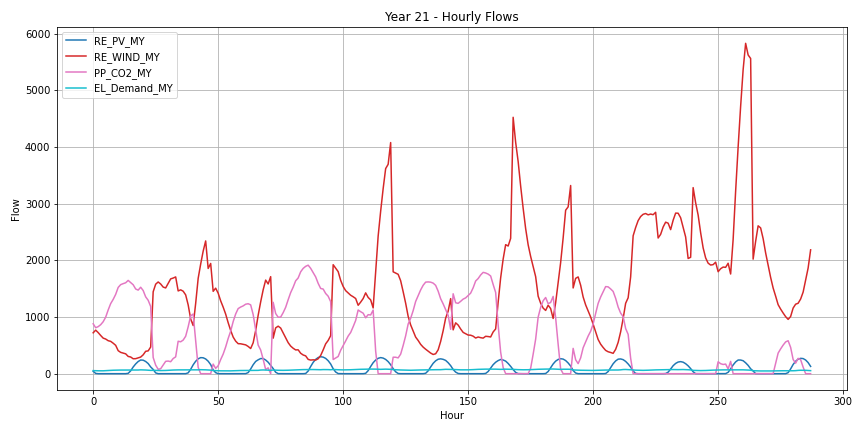 Year 21 - Hourly Flows
RE_PV_MY
RE_WIND_MY
PP_CO2_MY
EL_Demand_MY
6000
5000
4000
3000
2000
1000
0
Flow
0 50 100 150 200 250 300
Hour